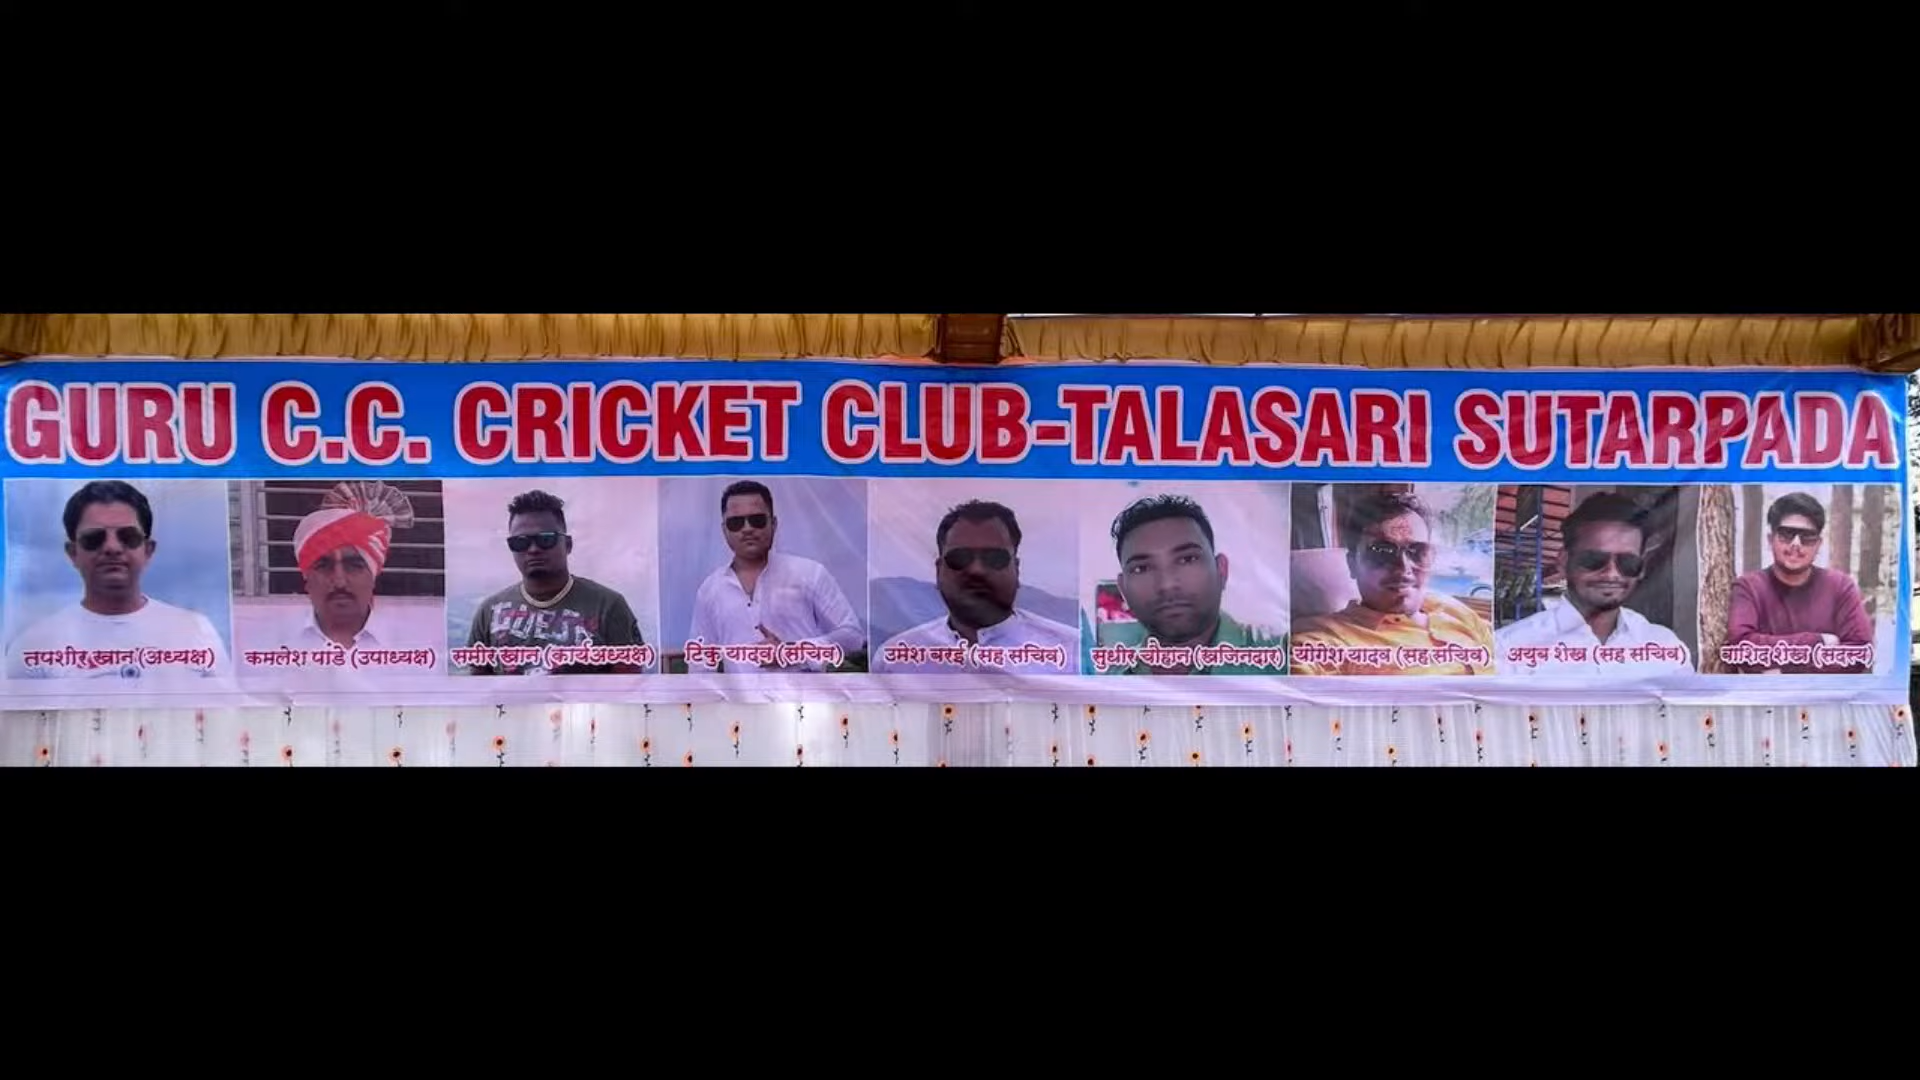 GURU C.C. CRICKET CLUB-TALASARI SUTARPADA
तपशीर खान (अध्यक्ष)
कमलेश पांडे (उपाध्यक्ष)
समीर खान (कार्यअध्यक्ष)
टिंकु यादव (सचिव)
उमेश बरई (सह सचिव)
सुधीर चौहान (खजिनदार)
योगेश यादव (सह सचिव)
अयुब शेख (सह सचिव)
शेख (सदस्य)